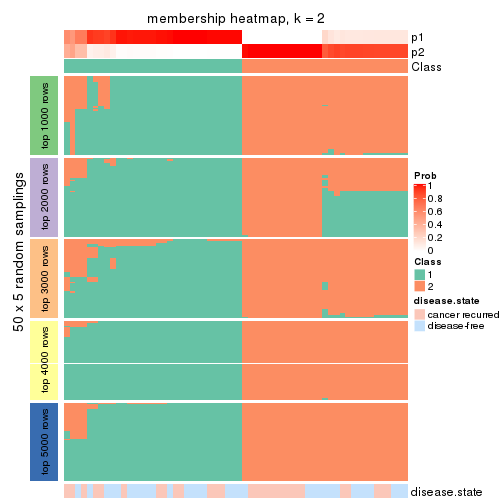 membership heatmap, k = 2
p1
p2
Class
50 x 5 random samplings
top 1000 rows
top 2000 rows
top 3000 rows
top 4000 rows
top 5000 rows
Prob
1
0.8
0.6
0.4
0.2
0
Class
1
2
disease.state
cancer recurred
disease-free
disease.state